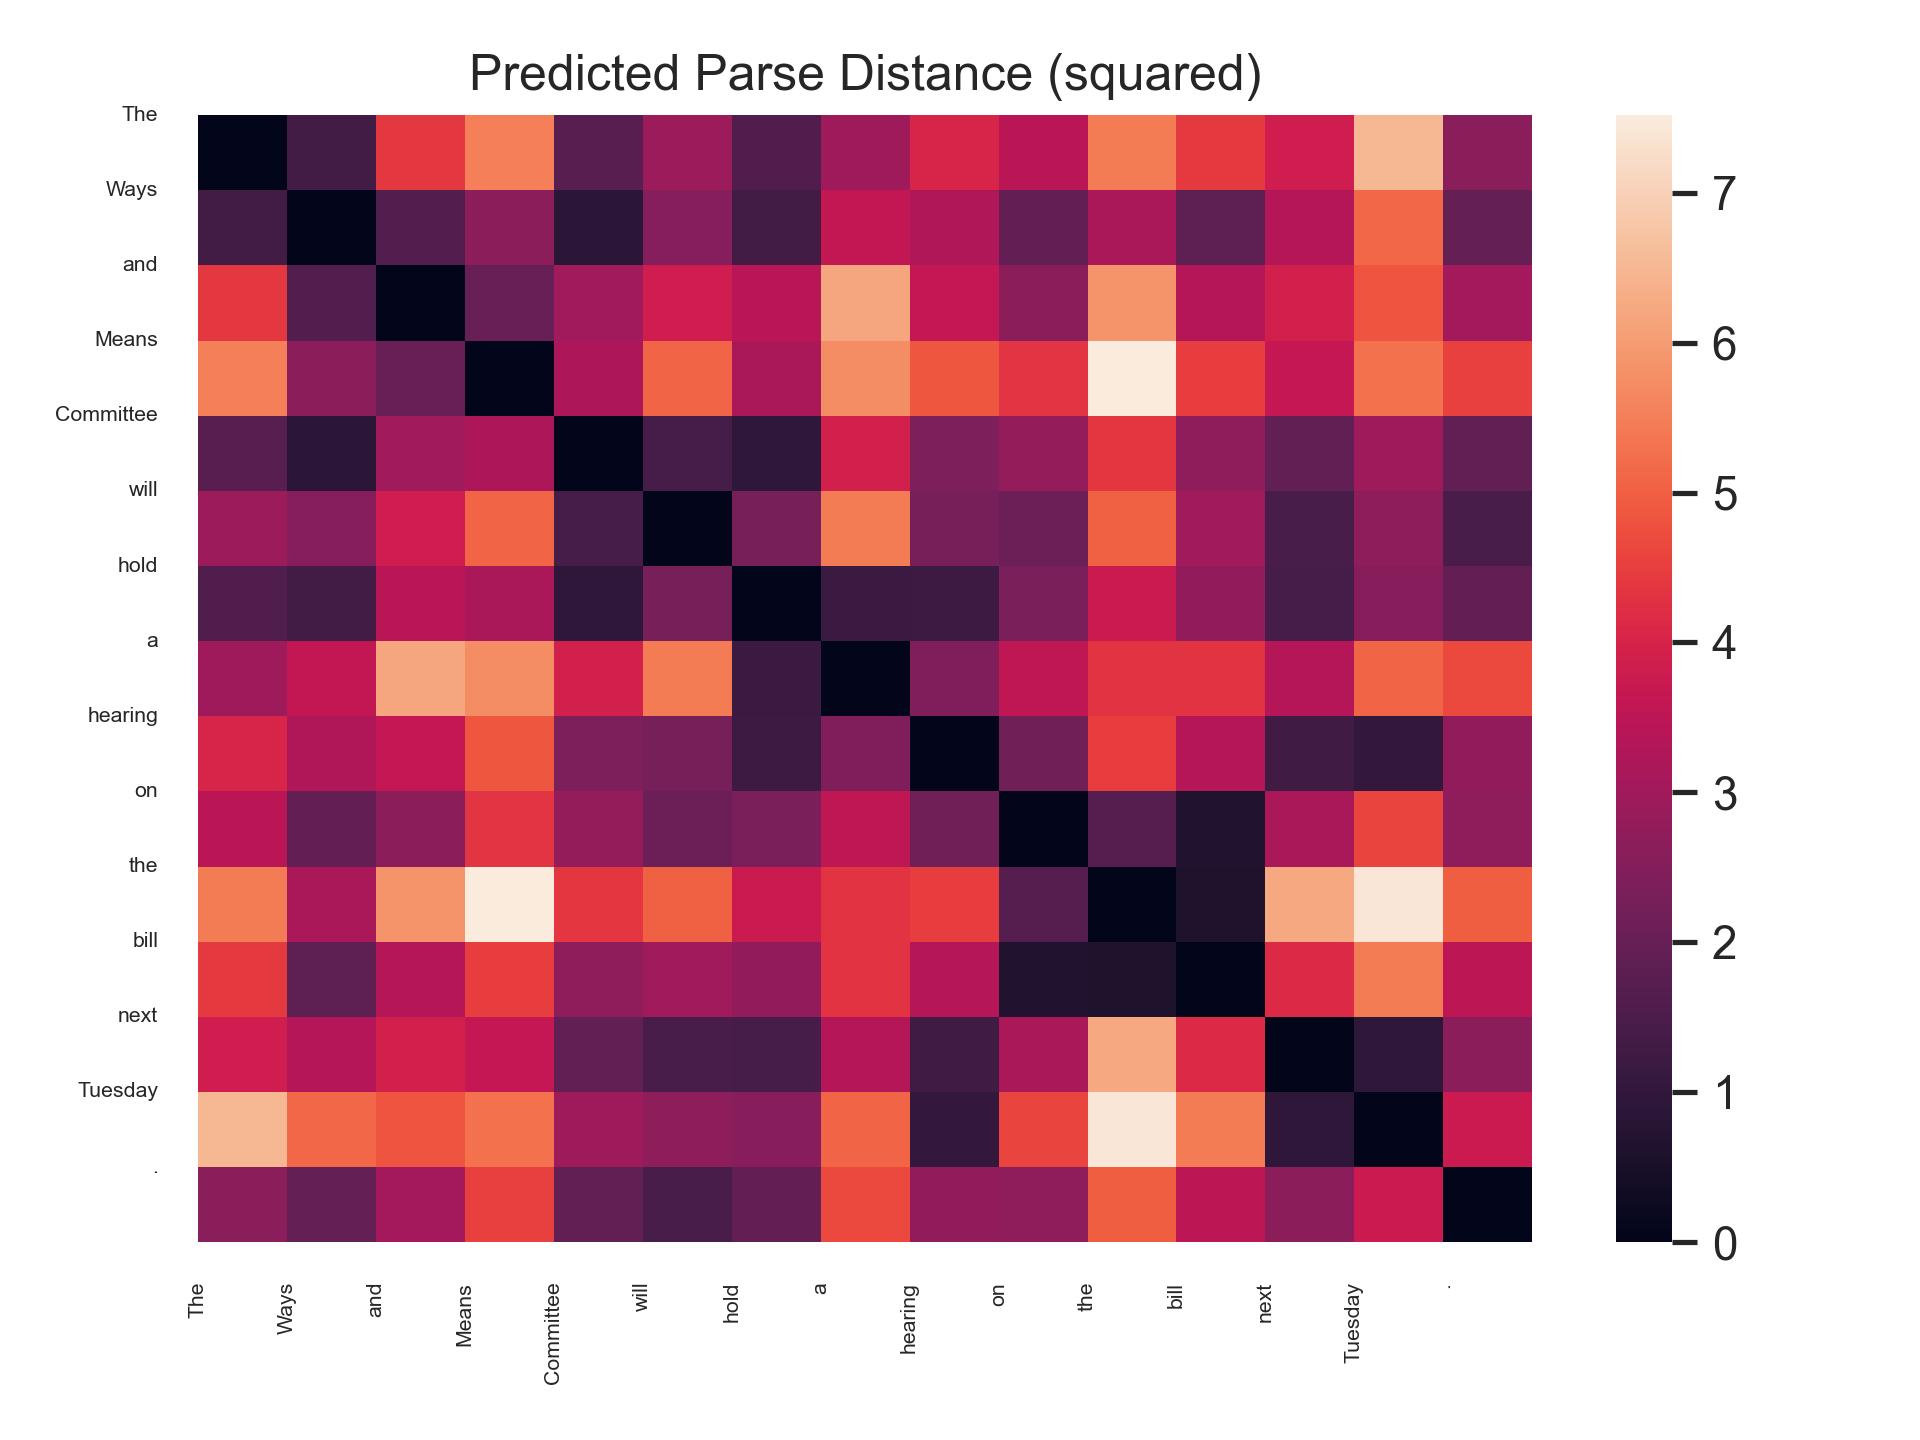 Predicted Parse Distance (squared)
The
Ways
and
Means
Committee
will
hold
a
hearing
on
the
bill
next
Tuesday
.
7
6
5
4
3
2
1
0
The
Ways
and
Means
Committee
will
hold
a
hearing
on
the
bill
next
Tuesday
.